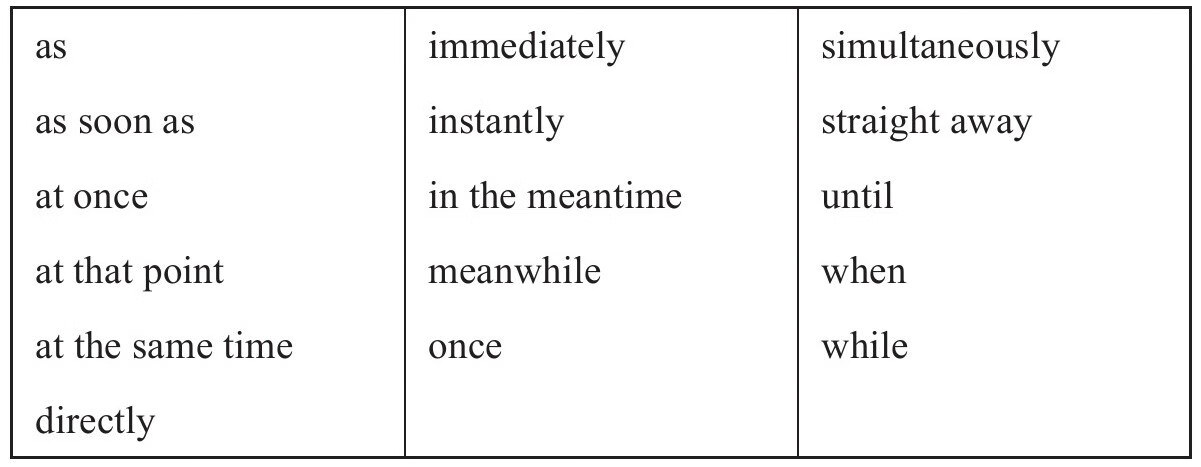 as
as soon as
at once
at that point
at the same time
directly
immediately
instantly
in the meantime
meanwhile
once
simultaneously
straight away
until
when
while